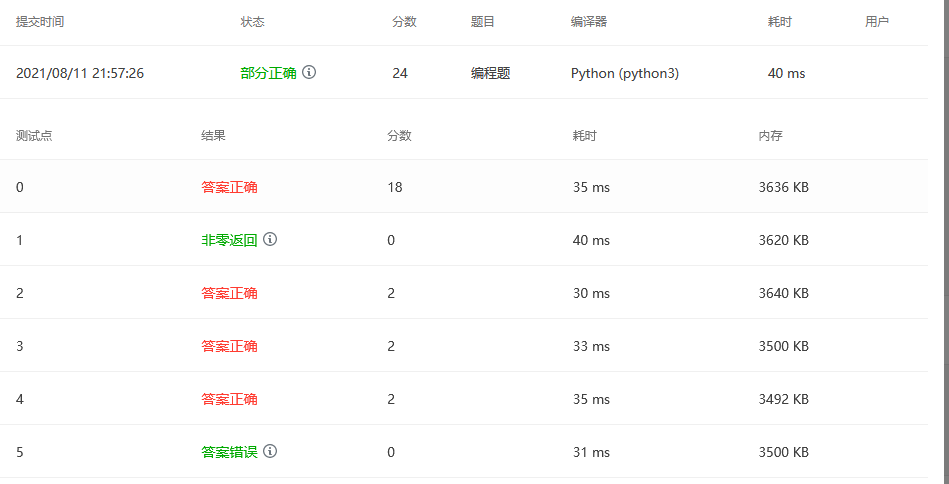 提交时间 状态 分数 题目 编译器 耗时 用户
2021/08/11 21:57:26 部分正确 24 编程题 Python (python3) 40 ms
测试点 结果 分数 耗时 内存
0 答案正确 18 35 ms 3636 KB
1 非零返回 0 40 ms 3620 KB
2 答案正确 2 30 ms 3640 KB
3 答案正确 2 33 ms 3500 KB
4 答案正确 2 35 ms 3492 KB
5 答案错误 0 31 ms 3500 KB